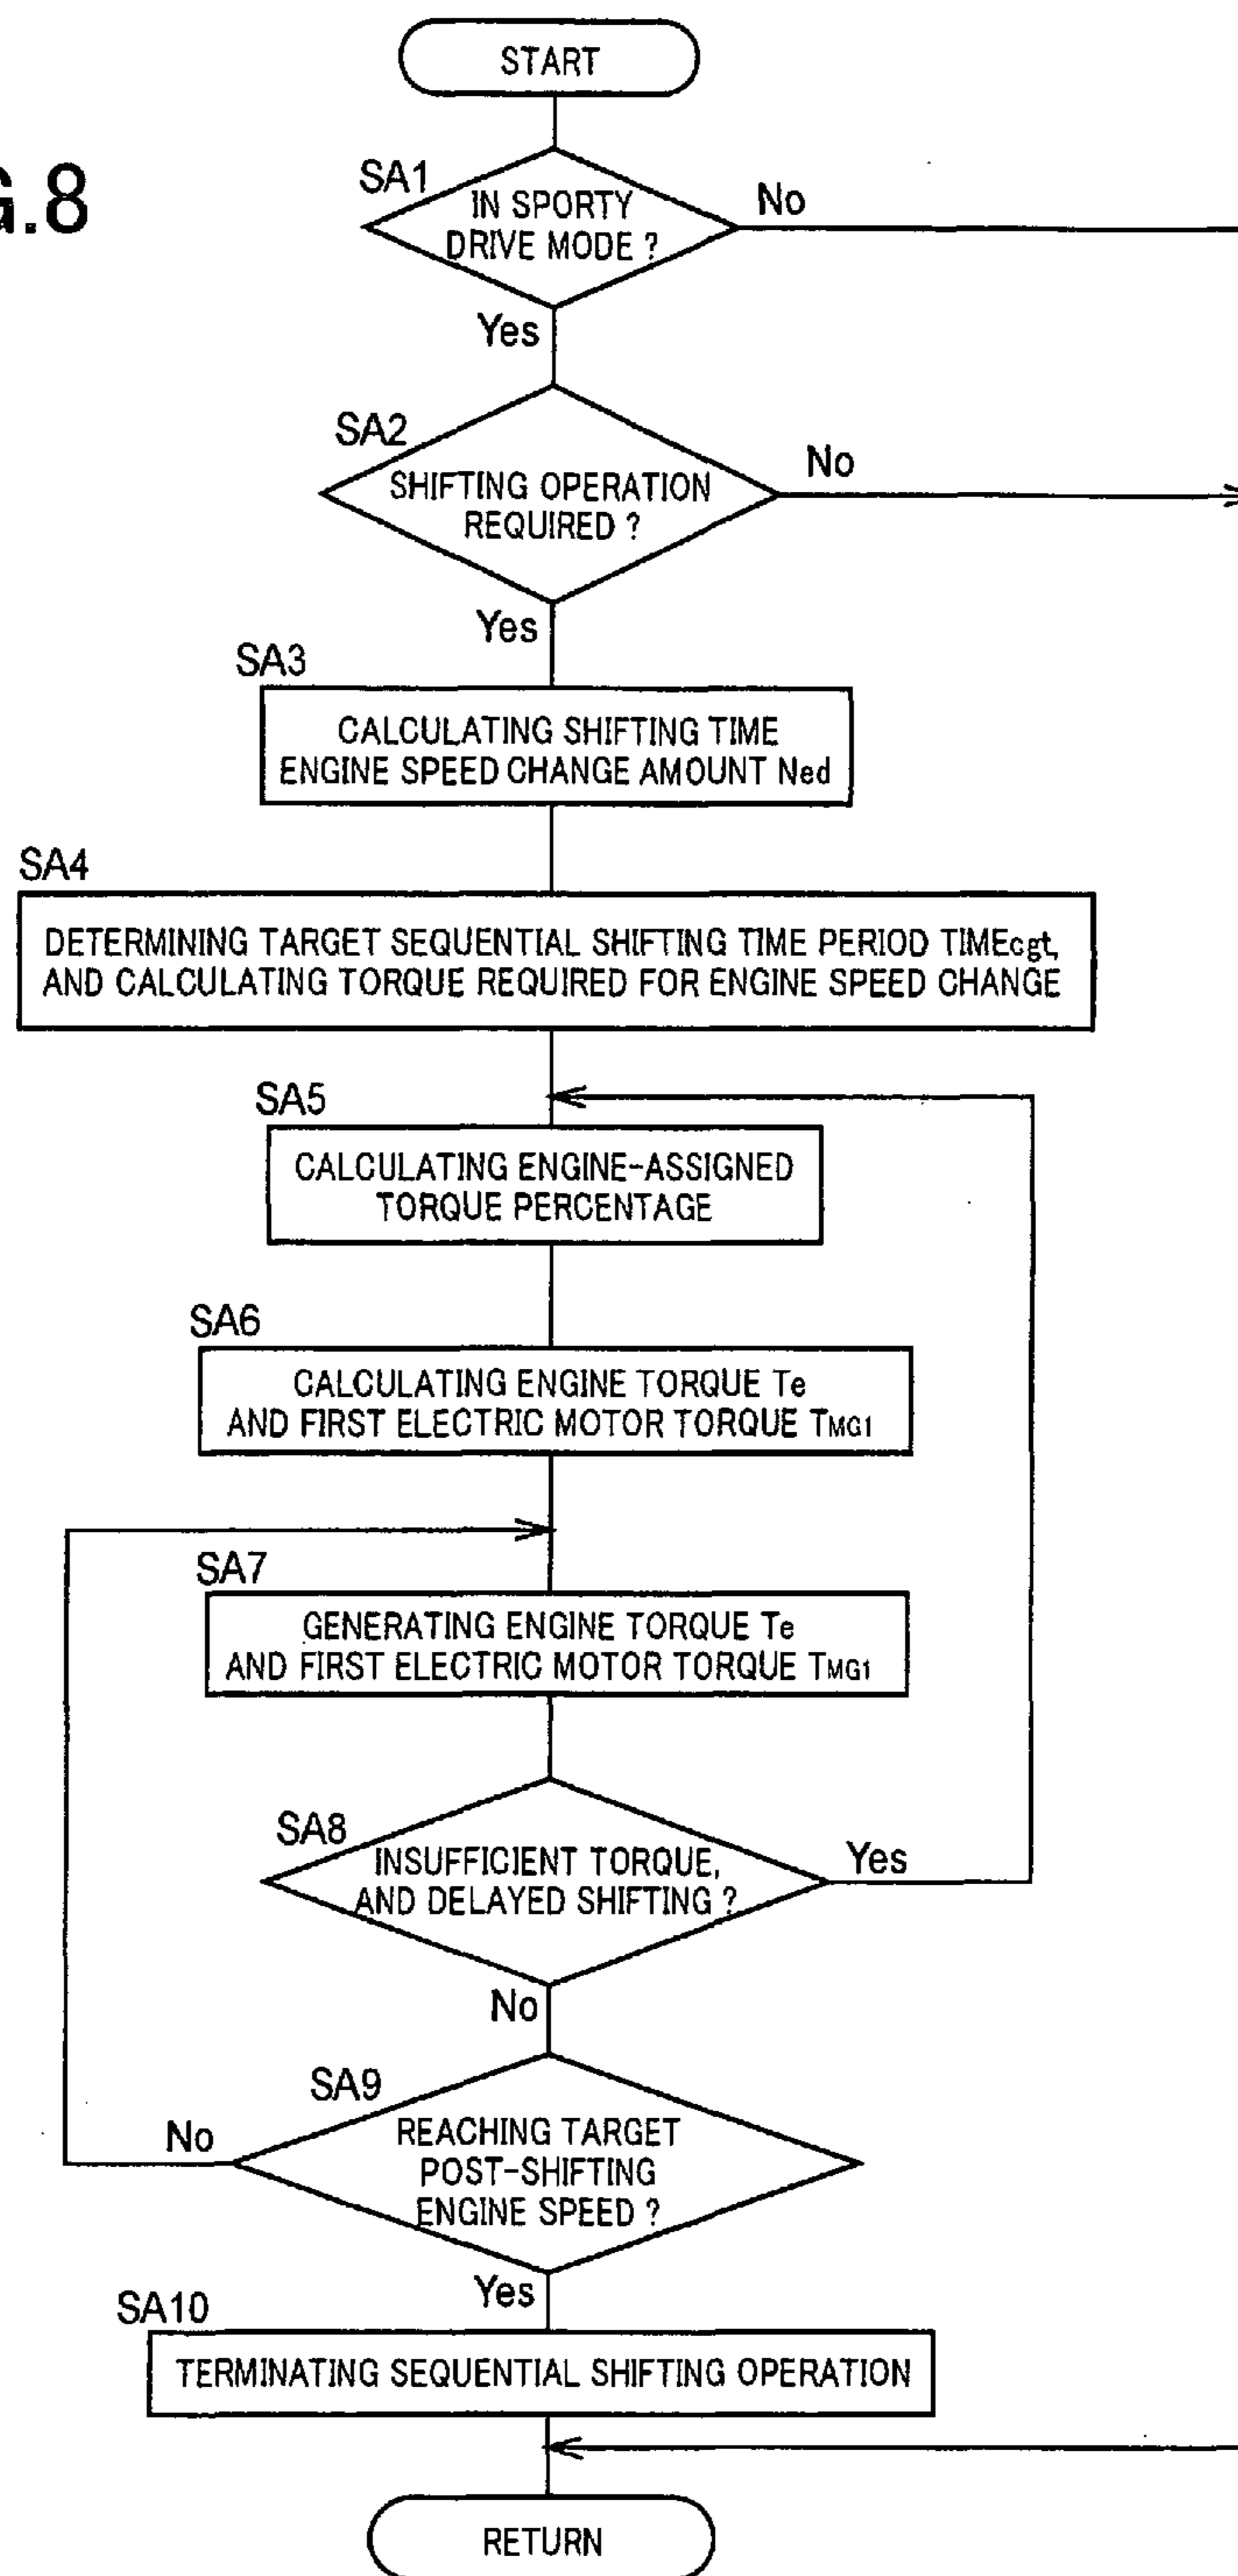 G.8
START
SA1
IN SPORTY
DRIVE MODE ?
No
Yes
SA2
SHIFTING OPERATION
REQUIRED ?
No
Yes
SA3
CALCULATING SHIFTING TIME
ENGINE SPEED CHANGE AMOUNT Ned
SA4
DETERMINING TARGET SEQUENTIAL SHIFTING TIME PERIOD TIMEcgt,
AND CALCULATING TORQUE REQUIRED FOR ENGINE SPEED CHANGE
SA5
CALCULATING ENGINE-ASSIGNED
TORQUE PERCENTAGE
SA6
CALCULATING ENGINE TORQUE Te
AND FIRST ELECTRIC MOTOR TORQUE TMG1
SA7
GENERATING ENGINE TORQUE Te
AND FIRST ELECTRIC MOTOR TORQUE TMG1
SA8
INSUFFICIENT TORQUE,
AND DELAYED SHIFTING ?
Yes
No
SA9
REACHING TARGET
POST-SHIFTING
ENGINE SPEED ?
No
Yes
SA10
TERMINATING SEQUENTIAL SHIFTING OPERATION
RETURN